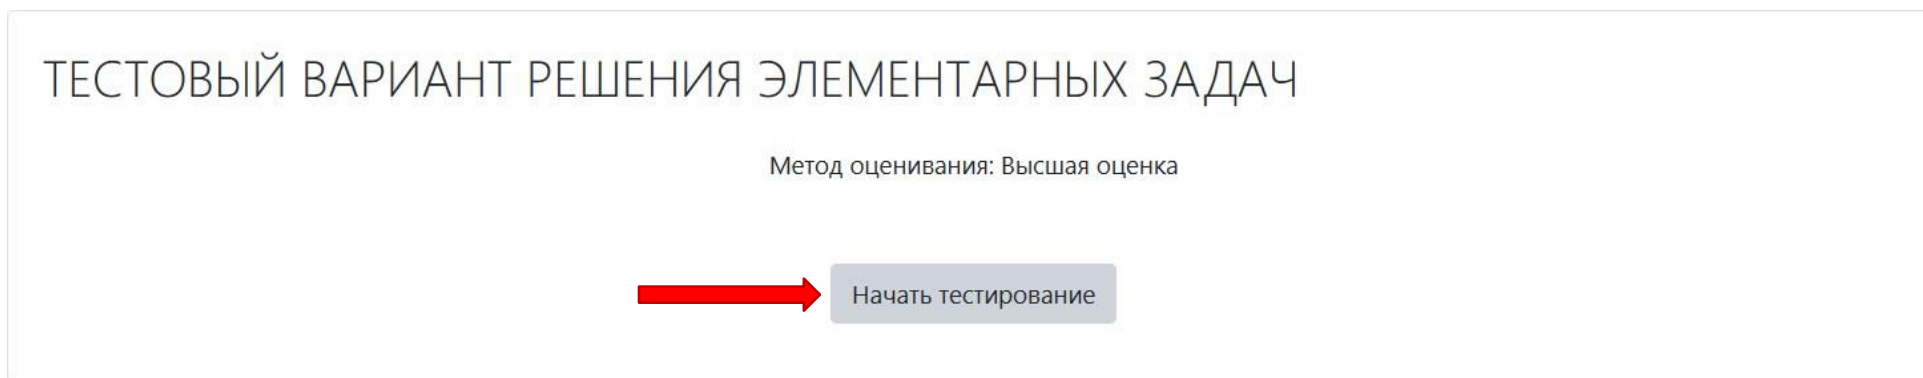 ТЕСТОВЫЙ ВАРИАНТ РЕШЕНИЯ ЭЛЕМЕНТАРНЫХ ЗАДАЧ
Метод оценивания: Высшая оценка
Начать тестирование